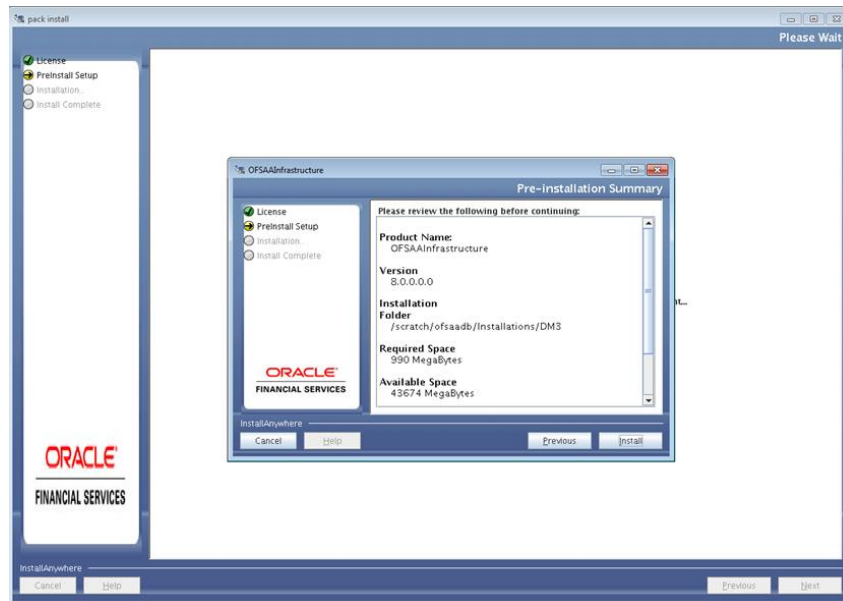 pack install
Please Wait
License
PreInstall Setup
Installation..
Install Complete
OFSAAInfrastructure
Pre-installation Summary
License
PreInstall Setup
Installation...
Install Complete
ORACLE
FINANCIAL SERVICES
Please review the following before continuing:
Product Name:
OFSAAInfrastructure
Version
8.0.0.0.0
Installation
Folder
/scratch/ofsaadb/Installations/DM3
Required Space
990 MegaBytes
Available Space
43674 MegaBytes
InstallAnywhere
Cancel
Help
Previous
Install
ORACLE
FINANCIAL SERVICES
InstallAnywhere
Cancel
Help
Previous
Next